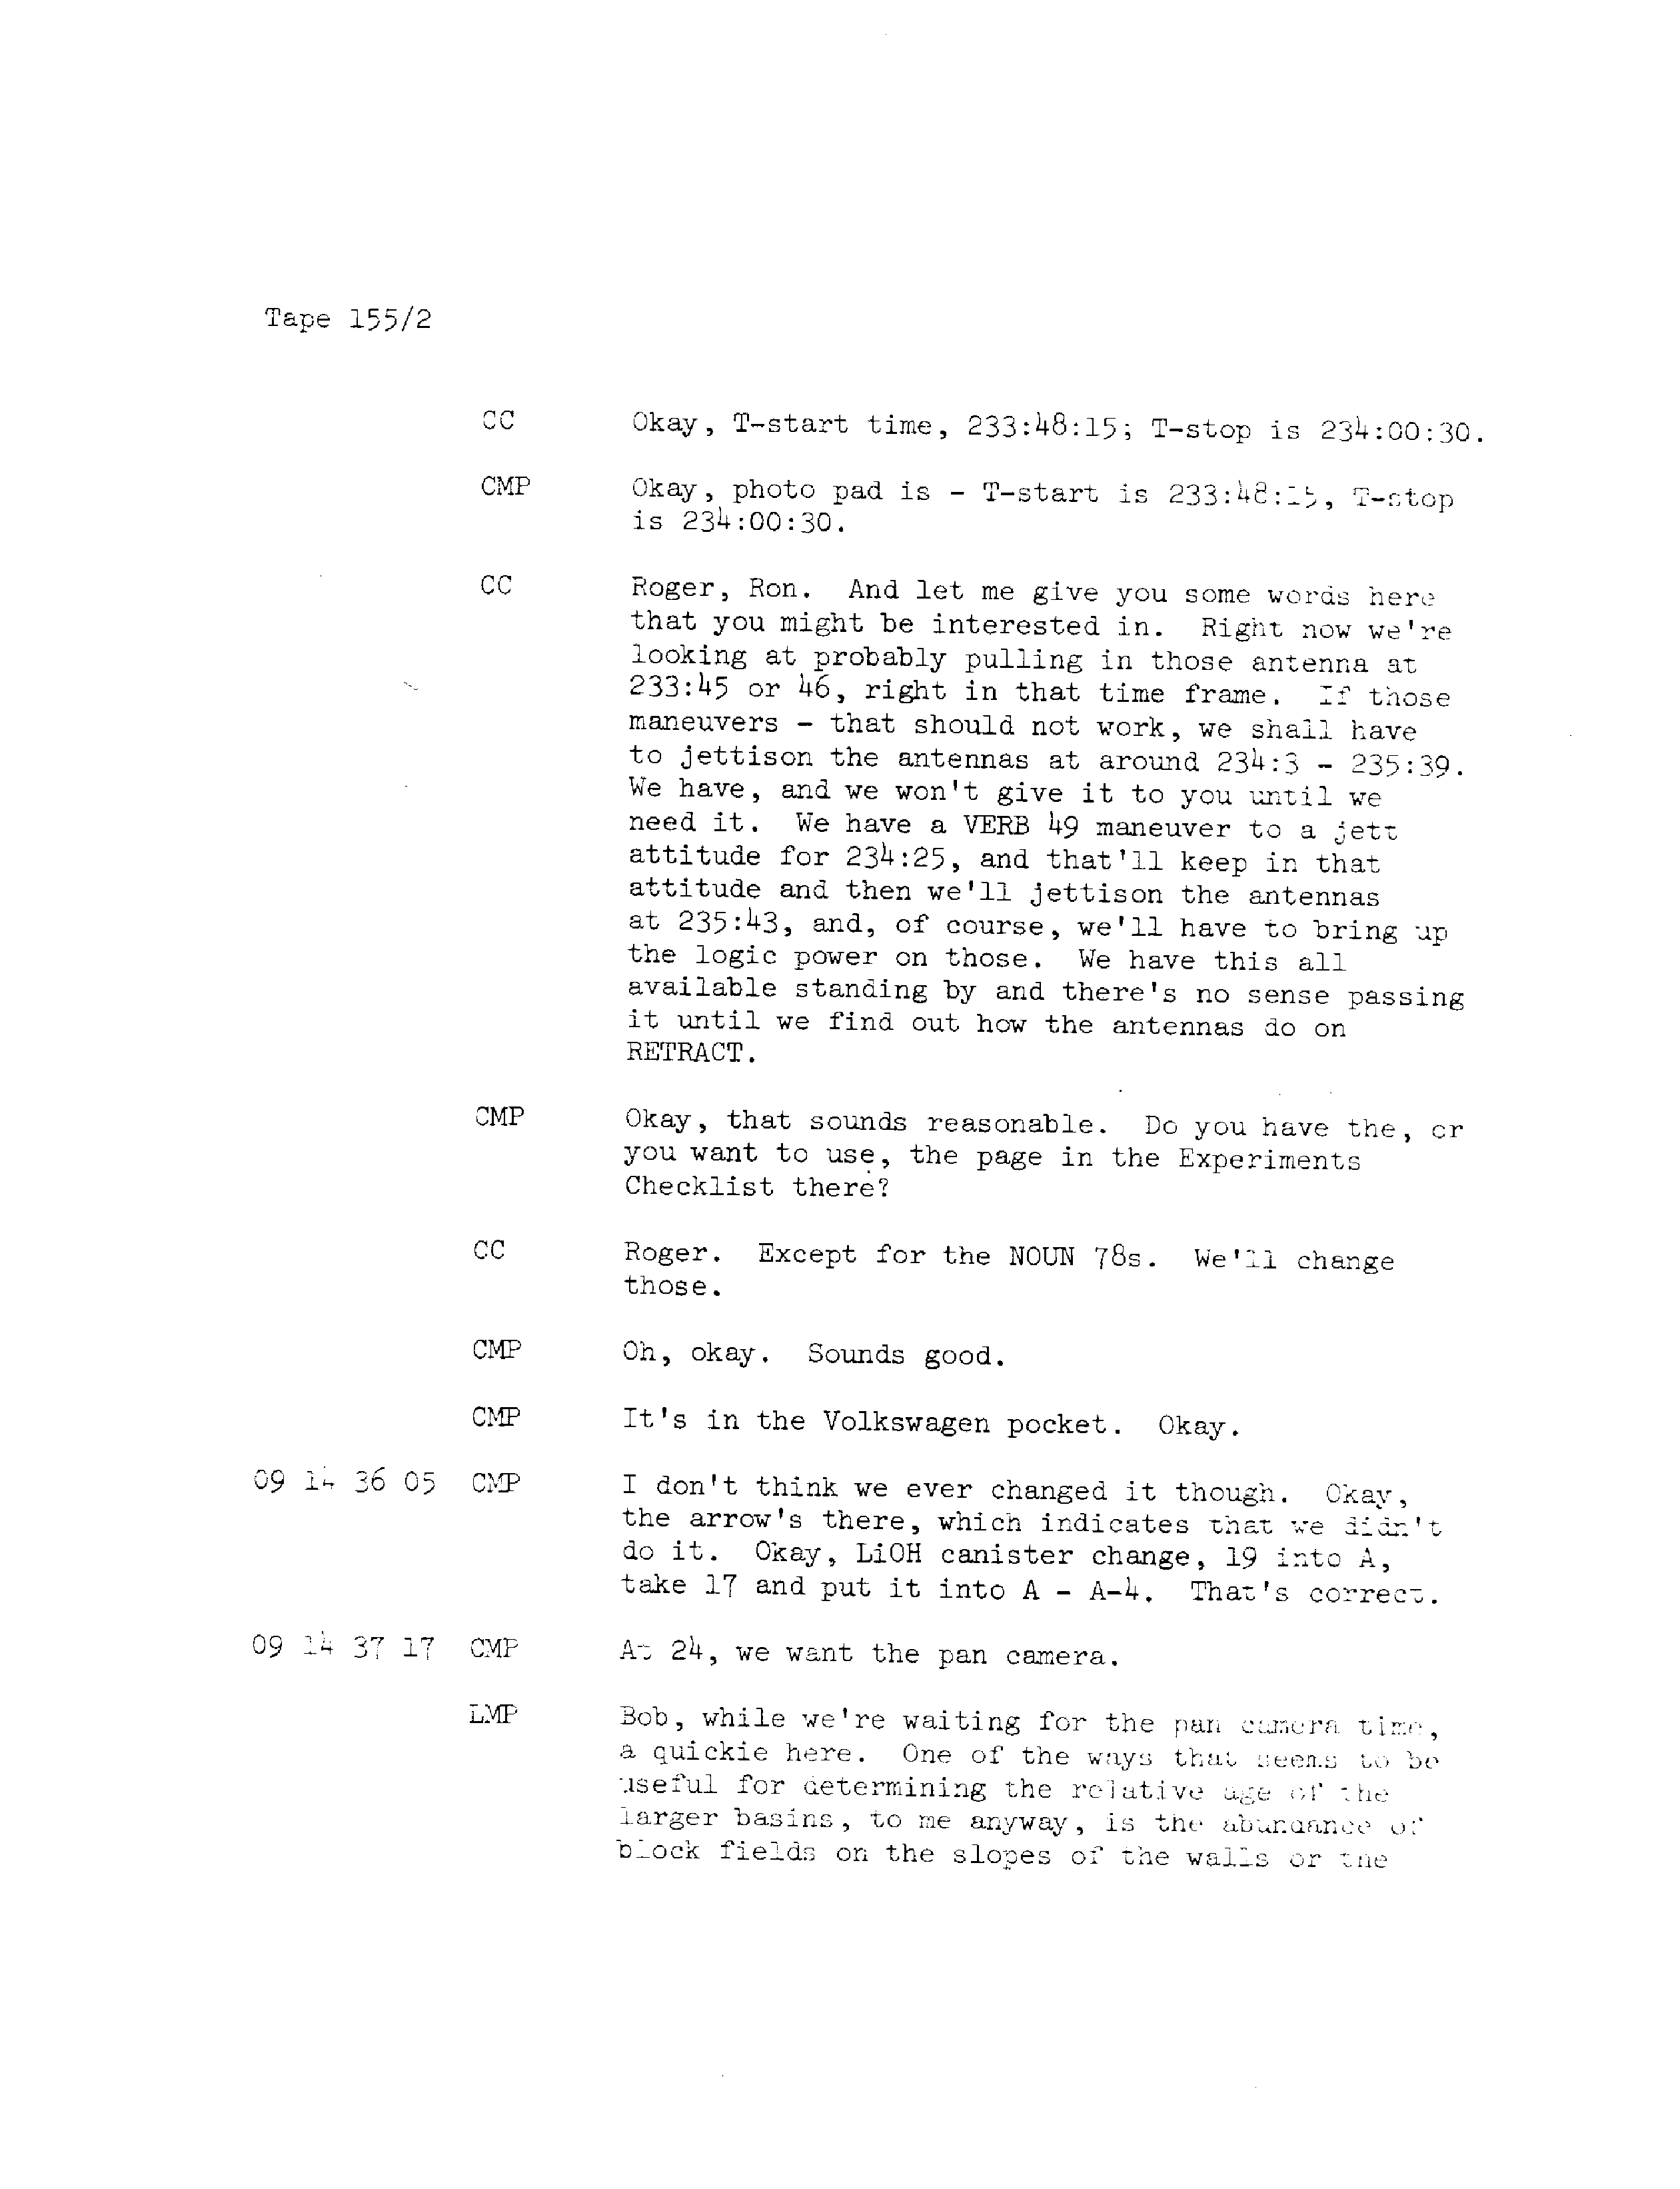 Tape 155/2
CC Okay, T-start time, 233:48:15; T-stop is 234:00:30.
CMP Okay, photo pad is - T-start is 233:48:15, T-stop
is 234:00:30.
CC Roger, Ron. And let me give you some words here
that you might be interested in. Right now we're
looking at probably pulling in those antenna at
233:45 or 46, right in that time frame. If those
maneuvers - that should not work, we shall have
to jettison the antennas at around 234:3 - 235:39.
We have, and we won't give it to you until we
need it. We have a VERB 49 maneuver to a jett
attitude for 234:25, and that'll keep in that
attitude and then we'll jettison the antennas
at 235:43, and, of course, we'll have to bring up
the logic power on those. We have this all
available standing by and there's no sense passing
it until we find out how the antennas do on
RETRACT.
CMP Okay, that sounds reasonable. Do you have the, or
you want to use, the page in the Experiments
Checklist there?
CC Roger. Except for the NOUN 78s. We'll change
those.
CMP Oh, okay. Sounds good.
CMP It's in the Volkswagen pocket. Okay.
09 14 36 05 CMP I don't think we ever changed it though. Okay,
the arrow's there, which indicates that we didn't
do it. Okay, LiOH canister change, 19 into A,
take 17 and put it into A - A-4. That's correct.
09 14 37 17 CMP At 24, we want the pan camera.
LMP Bob, while we're waiting for the pan camera time,
a quickie here. One of the ways that seems to be
useful for determining the relative age of the
larger basins, to me anyway, is the abundance of
block fields on the slopes of the walls or the